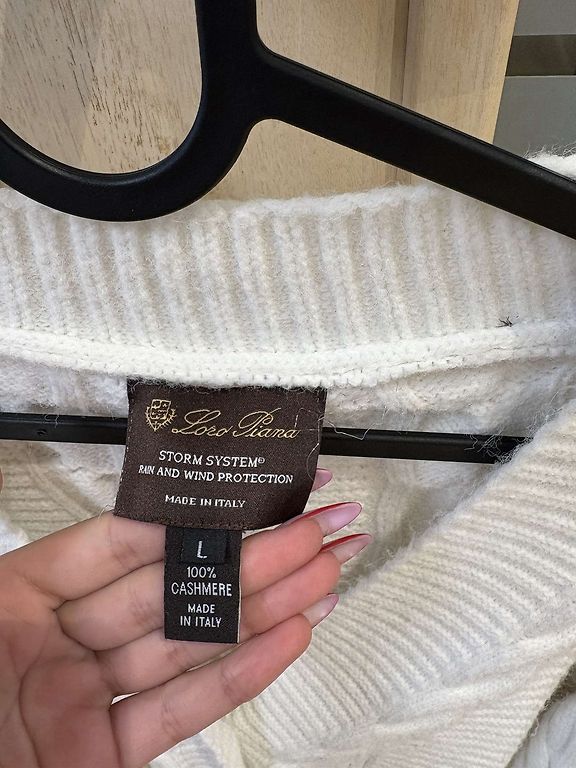 Loro Piana
STORM SYSTEM®
RAIN AND WIND PROTECTION
MADE IN ITALY
L
100%
CASHMERE
MADE
IN ITALY